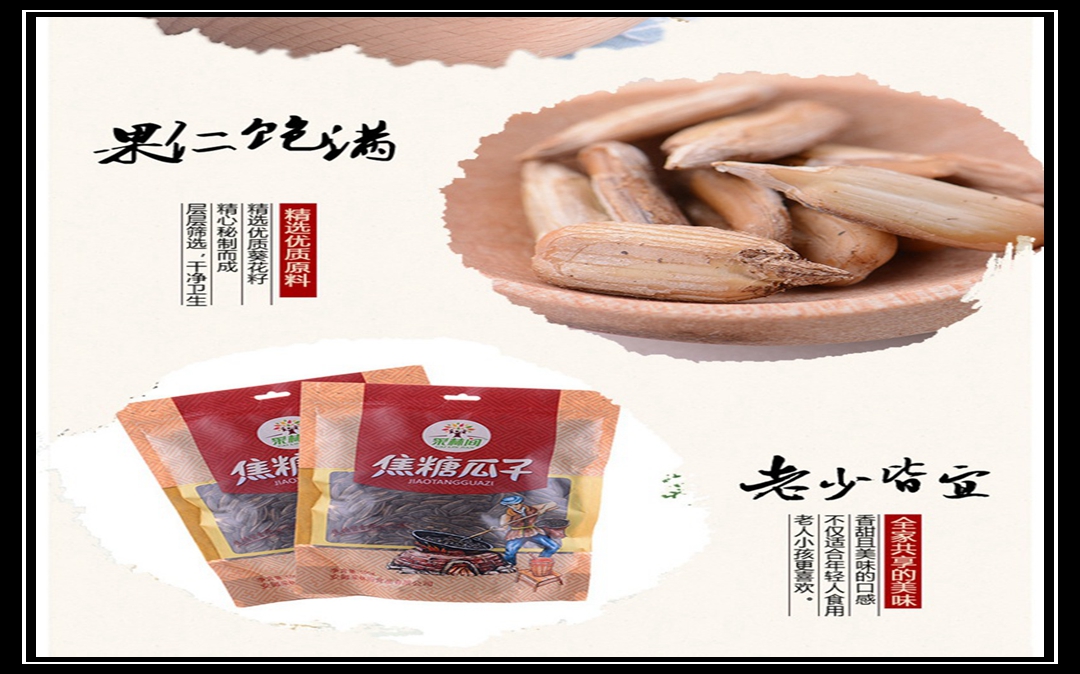 果仁饱满
精选优质原料
精选优质葵花籽
精心秘制而成
层层筛选，干净卫生
果林间
焦糖
焦糖瓜子
JIAOTANGGUAZI
老少皆宜
全家共享的美味
香甜且美味的口感
不仅适合年轻人食用
老人小孩更喜欢。